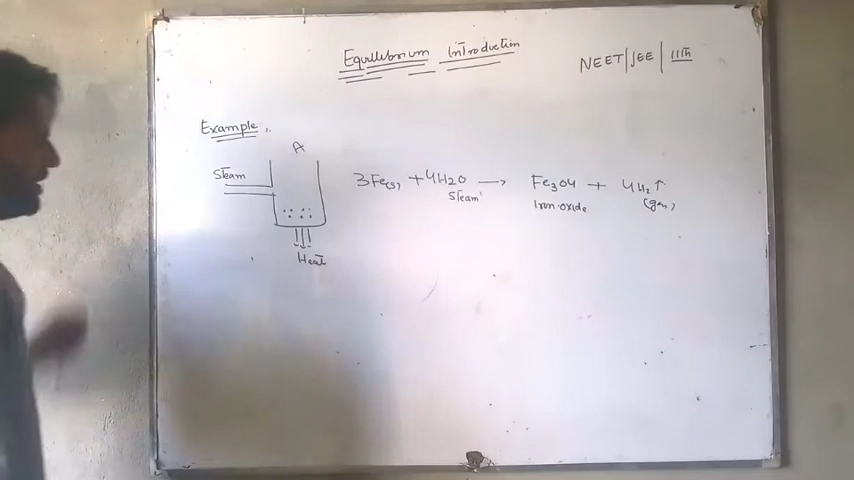 Equilibrium Introduction
NEET|JEE|11Th
Example :.
A
Steam
3Fe(s) + 4H2O → Fe3O4 + 4H2↑
Steam
Iron oxide
(gas)
Heat